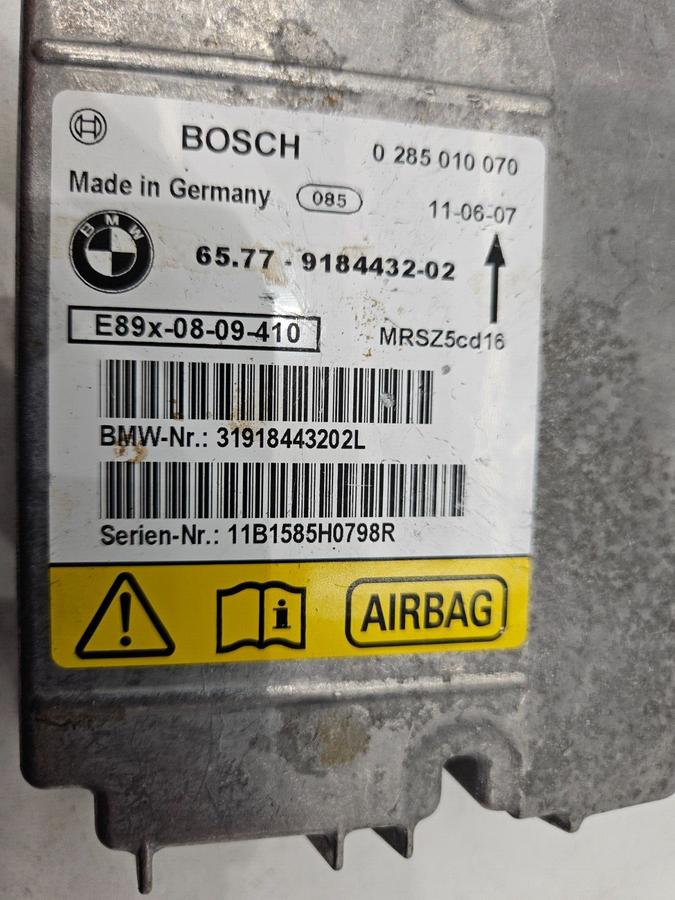 BOSCH 0 285 010 070
Made in Germany 085 11-06-07
BMW 65.77 - 9184432-02
E89x-08-09-410 MRSZ5cd16
BMW-Nr.: 31918443202L
Serien-Nr.: 11B1585H0798R
AIRBAG